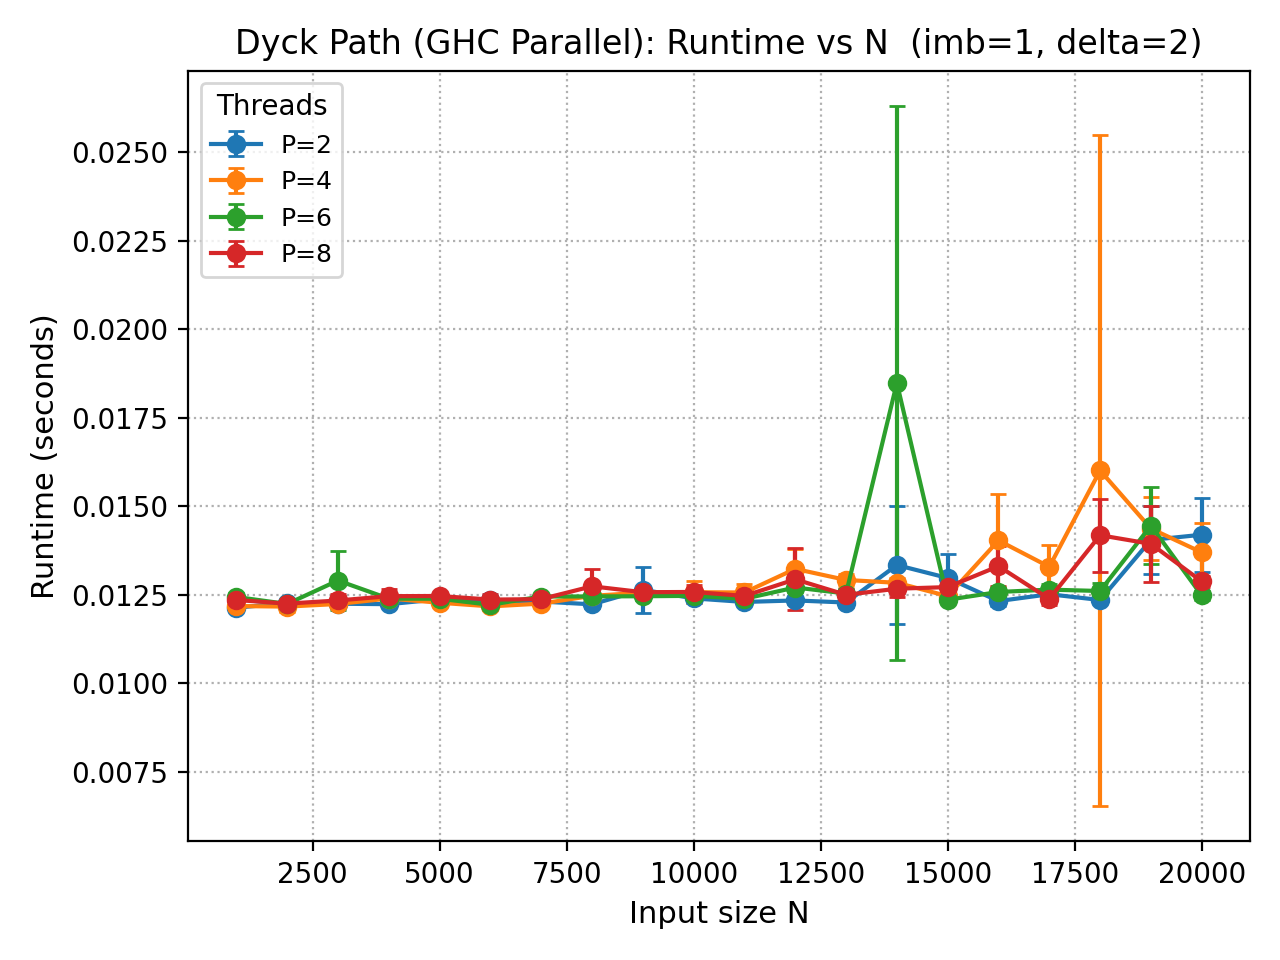 Dyck Path (GHC Parallel): Runtime vs N  (imb=1, delta=2)
Threads
P=2
P=4
P=6
P=8
0.0250
0.0225
0.0200
0.0175
0.0150
0.0125
0.0100
0.0075
Runtime (seconds)
2500 5000 7500 10000 12500 15000 17500 20000
Input size N